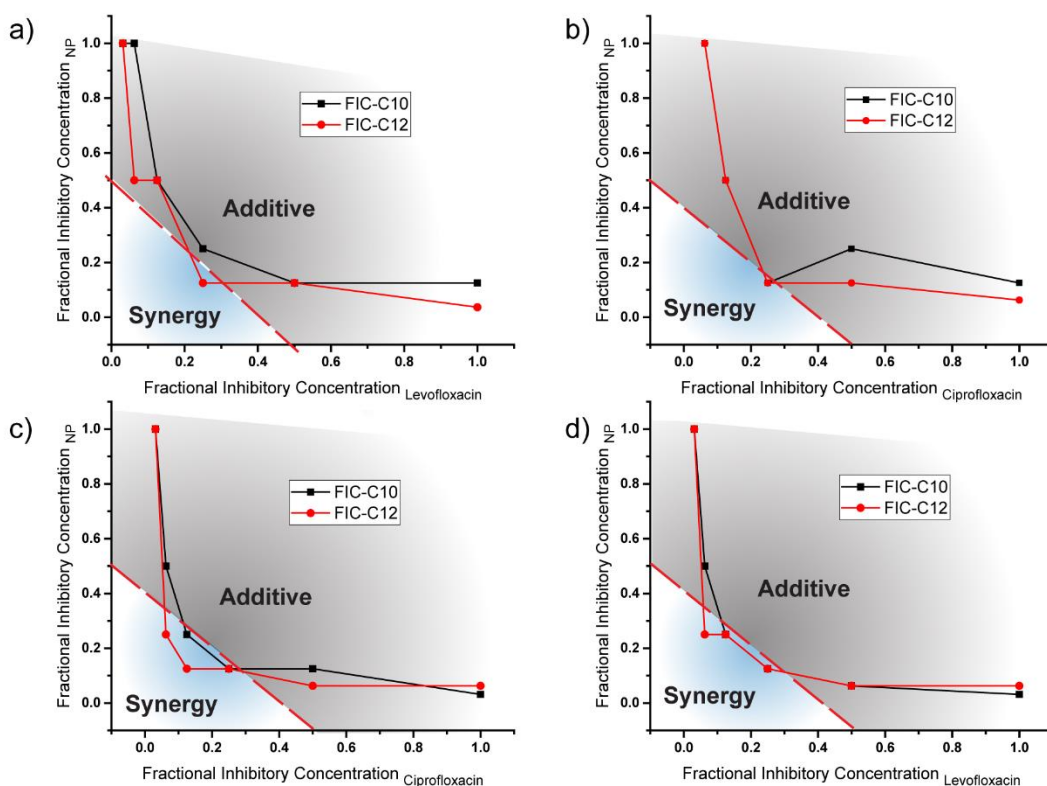 a)
Fractional Inhibitory Concentration NP
1.0
0.8
0.6
0.4
0.2
0.0
FIC-C10
FIC-C12
Additive
Synergy
0.0 0.2 0.4 0.6 0.8 1.0
Fractional Inhibitory Concentration Levofloxacin
b)
Fractional Inhibitory Concentration NP
1.0
0.8
0.6
0.4
0.2
0.0
FIC-C10
FIC-C12
Additive
Synergy
0.0 0.2 0.4 0.6 0.8 1.0
Fractional Inhibitory Concentration Ciprofloxacin
c)
Fractional Inhibitory Concentration NP
1.0
0.8
0.6
0.4
0.2
0.0
FIC-C10
FIC-C12
Additive
Synergy
0.0 0.2 0.4 0.6 0.8 1.0
Fractional Inhibitory Concentration Ciprofloxacin
d)
Fractional Inhibitory Concentration NP
1.0
0.8
0.6
0.4
0.2
0.0
FIC-C10
FIC-C12
Additive
Synergy
0.0 0.2 0.4 0.6 0.8 1.0
Fractional Inhibitory Concentration Levofloxacin